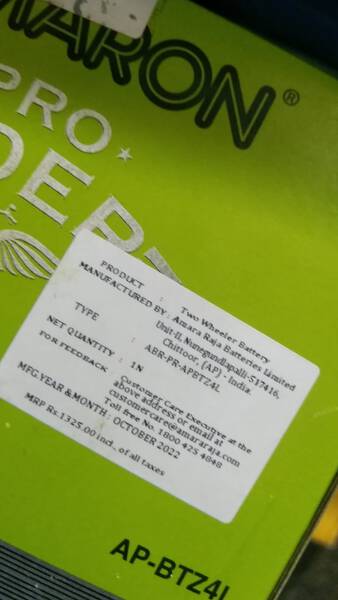 MARON®
PRO
PRODUCT : Two Wheeler Battery
MANUFACTURED BY : Amara Raja Batteries Limited
Unit-II, Nunegundlapalli-517416,
Chittoor, (AP) - India.
TYPE : ABR-PR-APBTZ4L
NET QUANTITY : 1N
FOR FEEDBACK : Customer Care Executive at the
above address or email at
customercare@amararaja.com
Toll free No. 1800 425 4848
MFG.YEAR &MONTH : OCTOBER 2022
MRP Rs.1325.00 incl. of all taxes
AP-BTZ4L